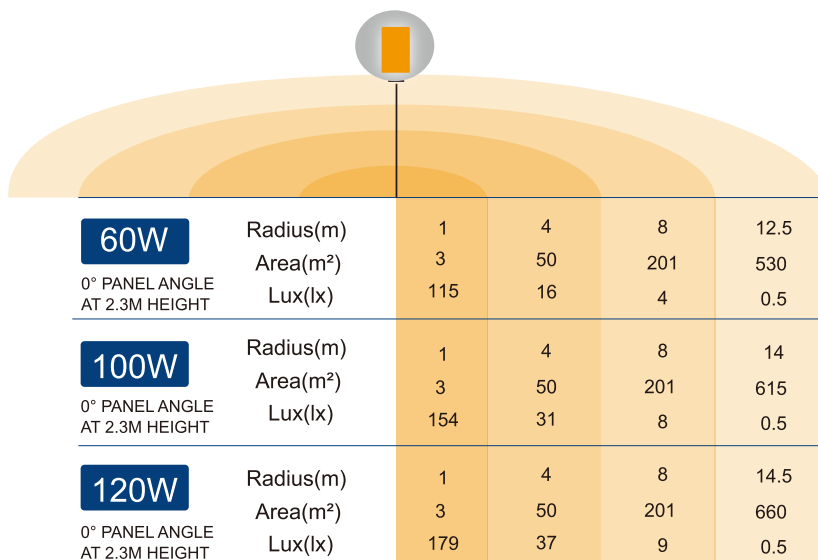 60W
0° PANEL ANGLE
AT 2.3M HEIGHT
Radius(m) 1 4 8 12.5
Area(m²) 3 50 201 530
Lux(lx) 115 16 4 0.5
100W
0° PANEL ANGLE
AT 2.3M HEIGHT
Radius(m) 1 4 8 14
Area(m²) 3 50 201 615
Lux(lx) 154 31 8 0.5
120W
0° PANEL ANGLE
AT 2.3M HEIGHT
Radius(m) 1 4 8 14.5
Area(m²) 3 50 201 660
Lux(lx) 179 37 9 0.5